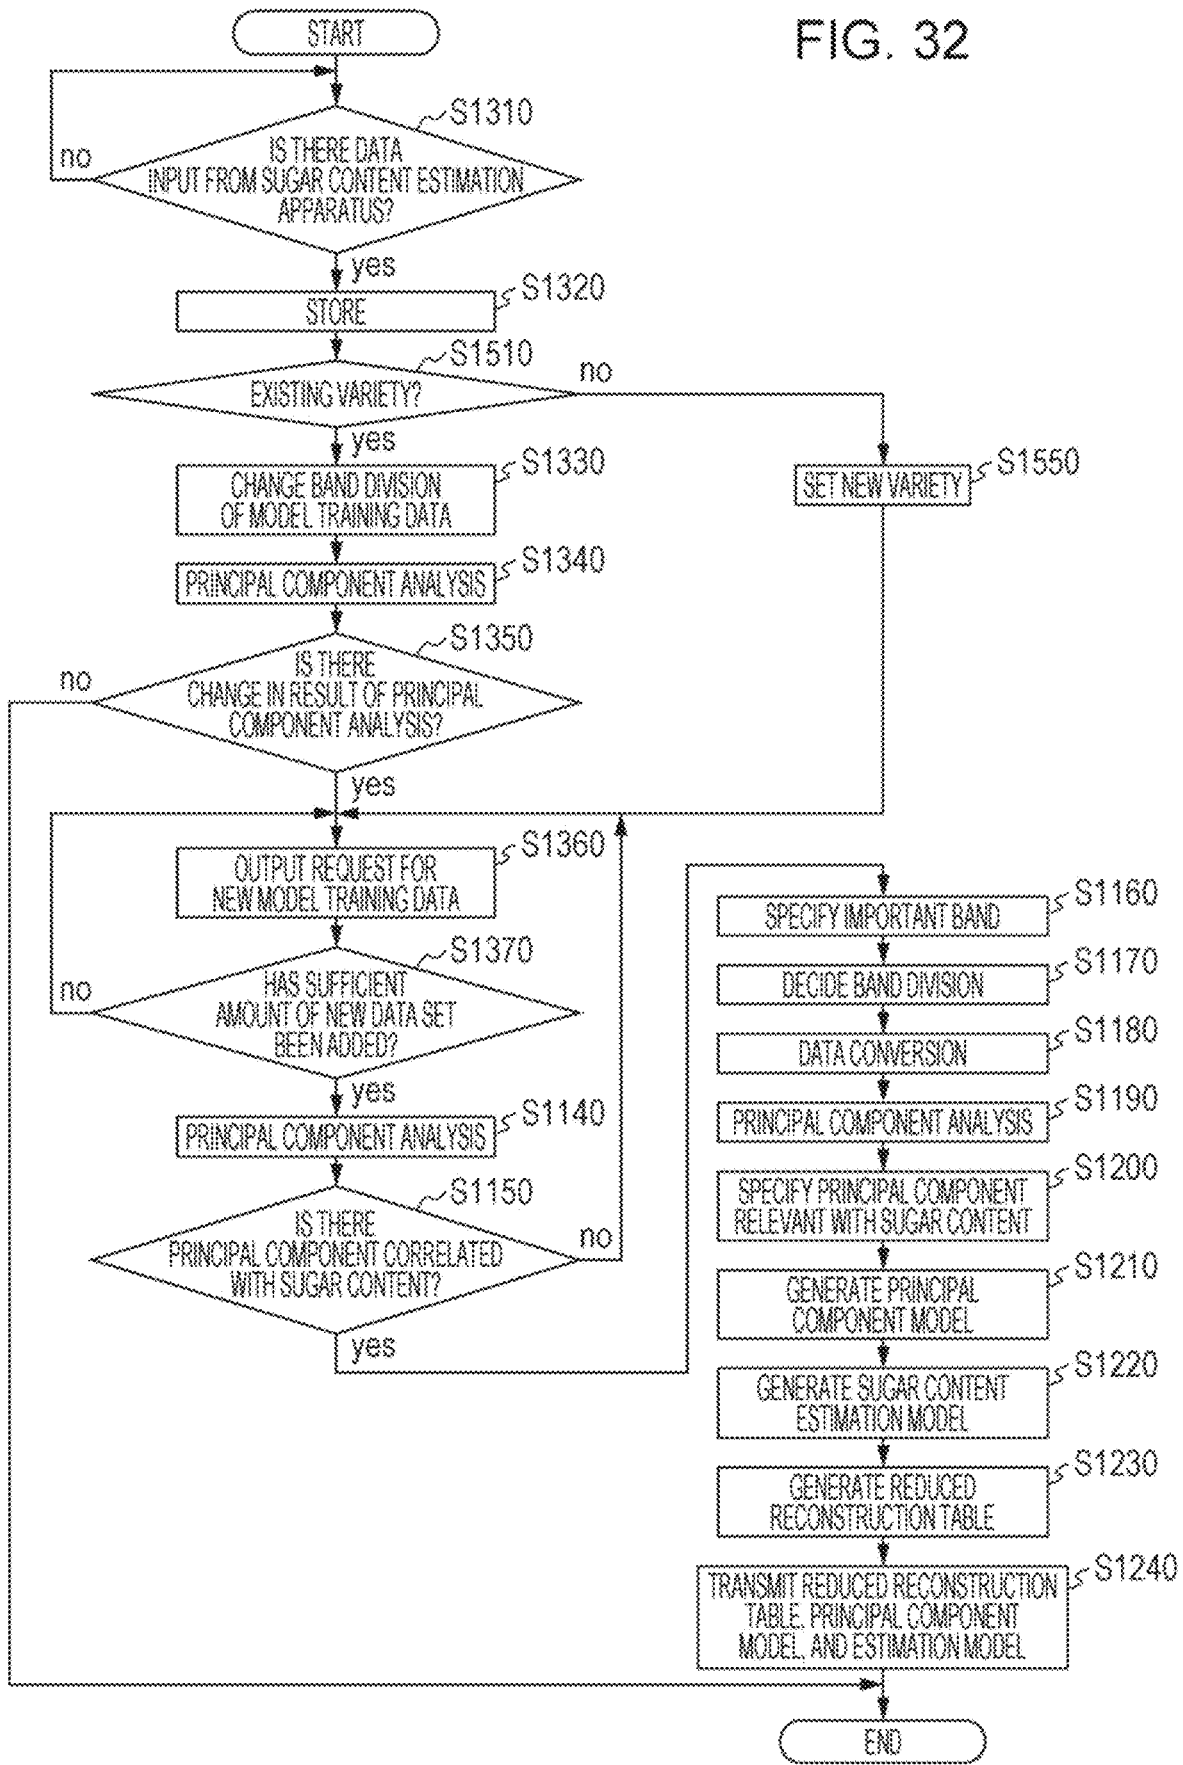 FIG. 32
START
S1310
IS THERE DATA
INPUT FROM SUGAR CONTENT ESTIMATION
APPARATUS?
no
yes
S1320
STORE
S1510
EXISTING VARIETY?
no
yes
S1330
CHANGE BAND DIVISION
OF MODEL TRAINING DATA
S1550
SET NEW VARIETY
S1340
PRINCIPAL COMPONENT ANALYSIS
S1350
IS THERE
CHANGE IN RESULT OF PRINCIPAL
COMPONENT ANALYSIS?
no
yes
S1360
OUTPUT REQUEST FOR
NEW MODEL TRAINING DATA
S1370
HAS SUFFICIENT
AMOUNT OF NEW DATA SET
BEEN ADDED?
no
yes
S1140
PRINCIPAL COMPONENT ANALYSIS
S1150
IS THERE
PRINCIPAL COMPONENT CORRELATED
WITH SUGAR CONTENT?
no
yes
S1160
SPECIFY IMPORTANT BAND
S1170
DECIDE BAND DIVISION
S1180
DATA CONVERSION
S1190
PRINCIPAL COMPONENT ANALYSIS
S1200
SPECIFY PRINCIPAL COMPONENT
RELEVANT WITH SUGAR CONTENT
S1210
GENERATE PRINCIPAL
COMPONENT MODEL
S1220
GENERATE SUGAR CONTENT
ESTIMATION MODEL
S1230
GENERATE REDUCED
RECONSTRUCTION TABLE
S1240
TRANSMIT REDUCED RECONSTRUCTION
TABLE, PRINCIPAL COMPONENT
MODEL, AND ESTIMATION MODEL
END